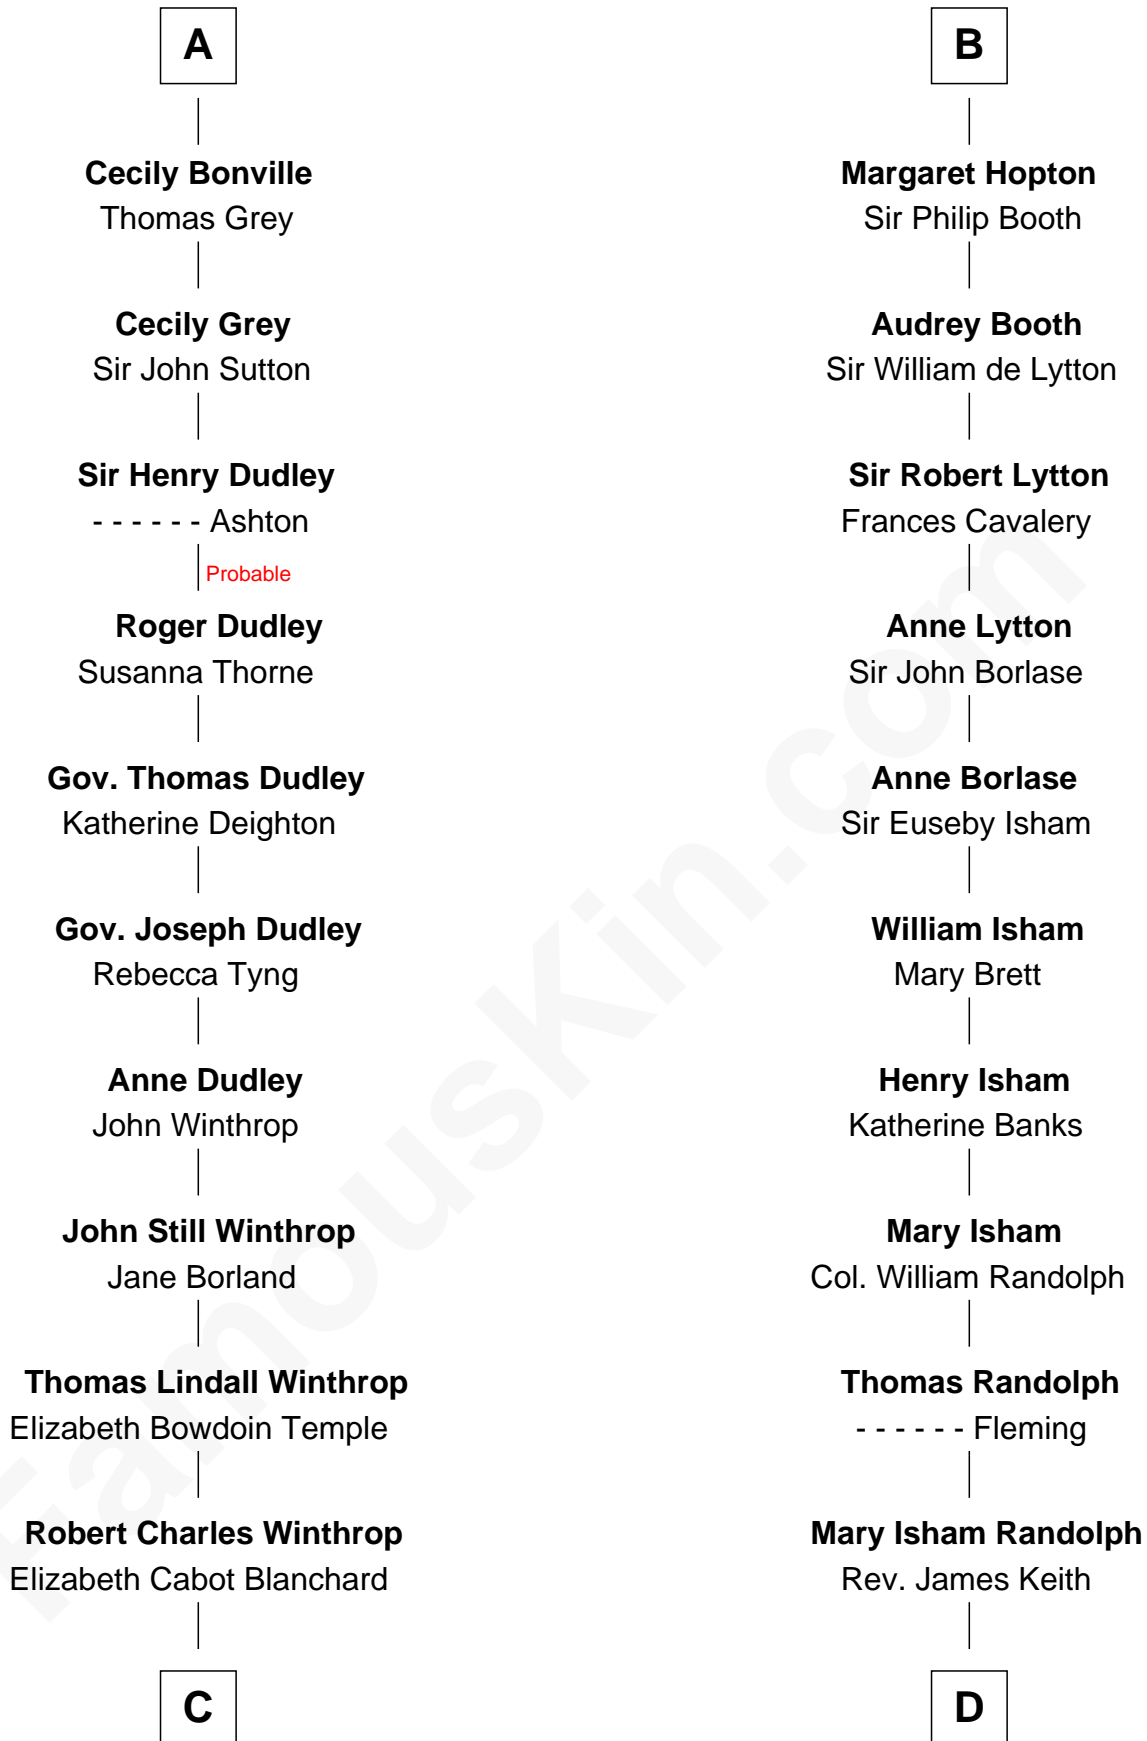 A
Cecily Bonville
Thomas Grey
Cecily Grey
Sir John Sutton
Sir Henry Dudley
- - - - - - Ashton
Probable
Roger Dudley
Susanna Thorne
Gov. Thomas Dudley
Katherine Deighton
Gov. Joseph Dudley
Rebecca Tyng
Anne Dudley
John Winthrop
John Still Winthrop
Jane Borland
Thomas Lindall Winthrop
Elizabeth Bowdoin Temple
Robert Charles Winthrop
Elizabeth Cabot Blanchard
C
B
Margaret Hopton
Sir Philip Booth
Audrey Booth
Sir William de Lytton
Sir Robert Lytton
Frances Cavalery
Anne Lytton
Sir John Borlase
Anne Borlase
Sir Euseby Isham
William Isham
Mary Brett
Henry Isham
Katherine Banks
Mary Isham
Col. William Randolph
Thomas Randolph
- - - - - - Fleming
Mary Isham Randolph
Rev. James Keith
D
FamousKin.com